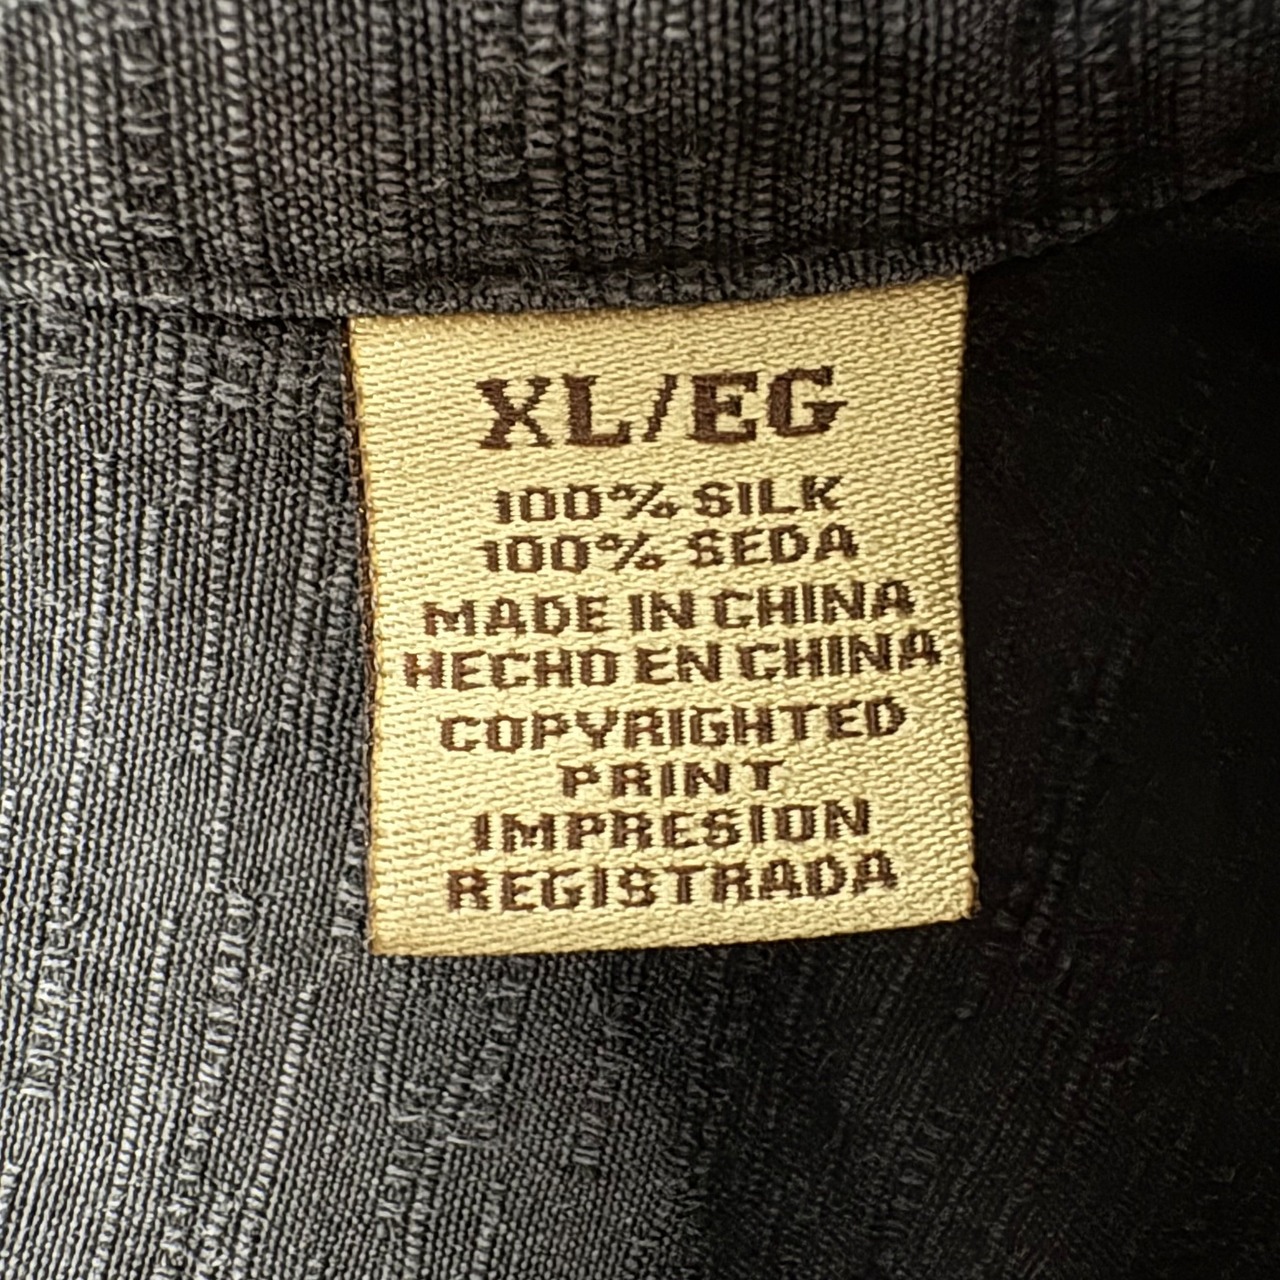 XL/EG
100% SILK
100% SEDA
MADE IN CHINA
HECHO EN CHINA
COPYRIGHTED
PRINT
IMPRESION
REGISTRADA